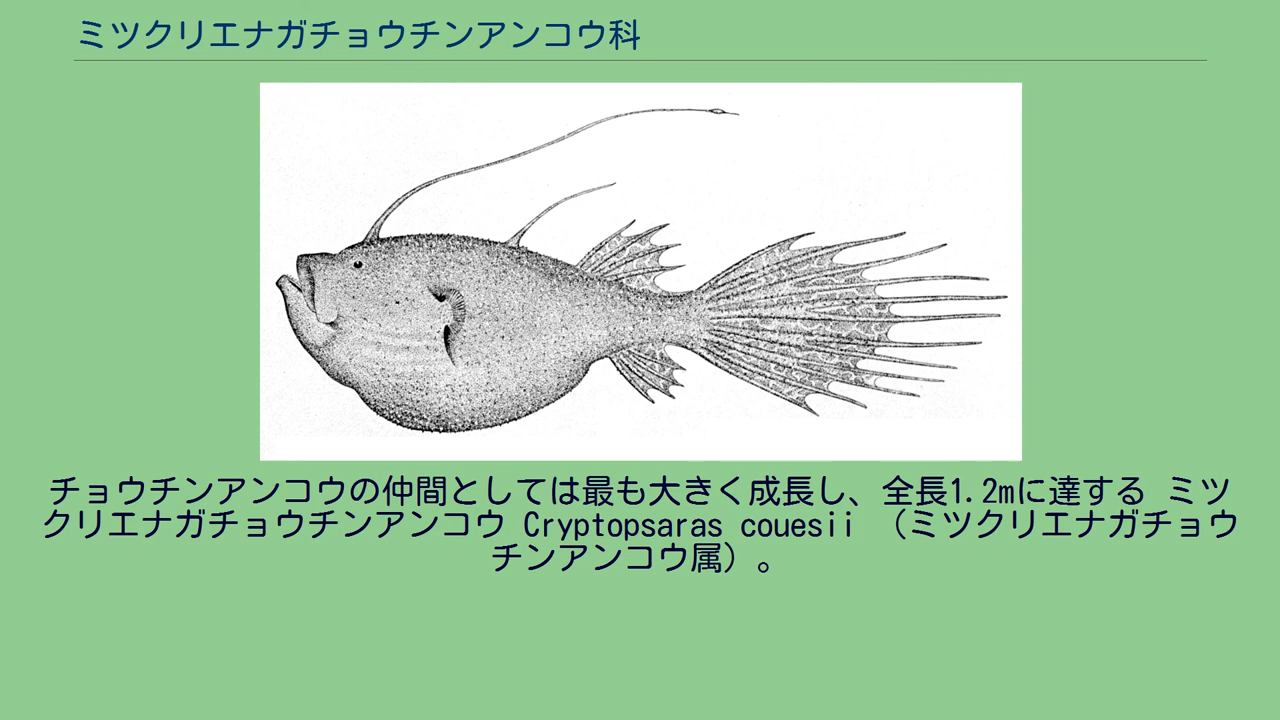 ミツクリエナガチョウチンアンコウ科
チョウチンアンコウの仲間としては最も大きく成長し、全長1.2mに達する ミツ
クリエナガチョウチンアンコウ Cryptopsaras couesii （ミツクリエナガチョウ
チンアンコウ属）。